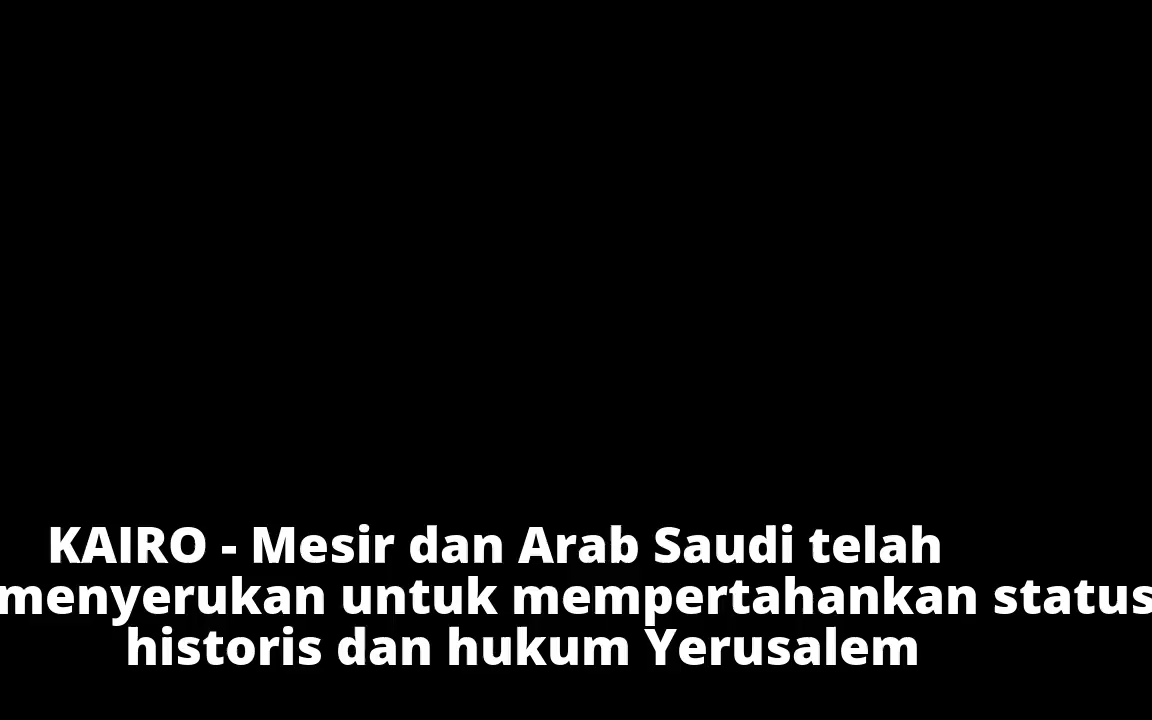 KAIRO - Mesir dan Arab Saudi telah
menyerukan untuk mempertahankan status
historis dan hukum Yerusalem